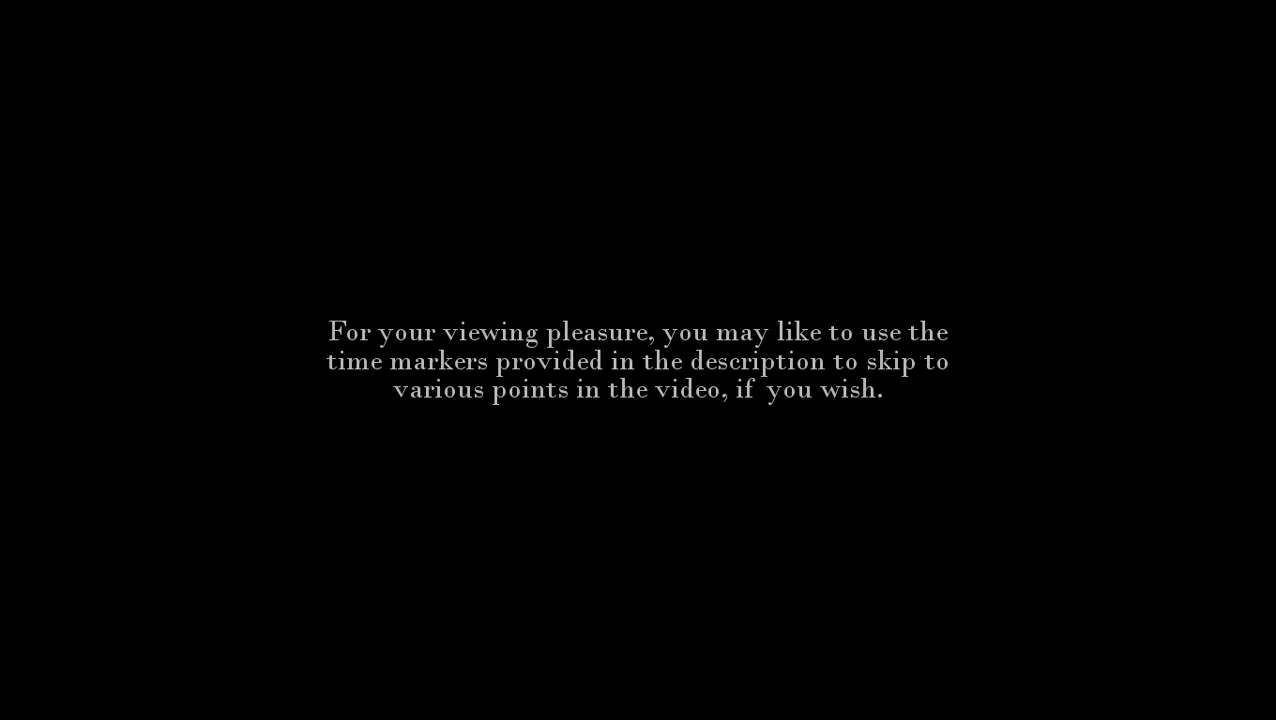 For your viewing pleasure, you may like to use the
time markers provided in the description to skip to
various points in the video, if you wish.